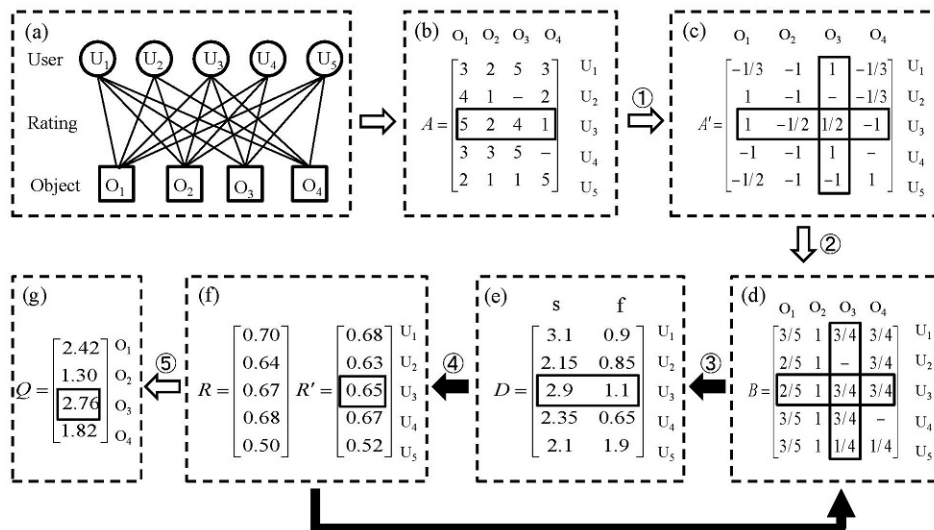 (a)
User U1 U2 U3 U4 U5
Rating
Object O1 O2 O3 O4
(b)
O1 O2 O3 O4
3 2 5 3 U1
4 1 – 2 U2
A = 5 2 4 1 U3
3 3 5 – U4
2 1 1 5 U5
①
(c)
O1 O2 O3 O4
−1/3 −1 1 −1/3 U1
1 −1 – −1/3 U2
A' = 1 −1/2 1/2 −1 U3
−1 −1 1 – U4
−1/2 −1 −1 1 U5
②
(d)
O1 O2 O3 O4
3/5 1 3/4 3/4 U1
2/5 1 – 3/4 U2
B = 2/5 1 3/4 3/4 U3
3/5 1 3/4 – U4
3/5 1 1/4 1/4 U5
③
(e)
s f
3.1 0.9 U1
2.15 0.85 U2
D = 2.9 1.1 U3
2.35 0.65 U4
2.1 1.9 U5
④
(f)
0.70 0.68 U1
0.64 0.63 U2
R = 0.67 R' = 0.65 U3
0.68 0.67 U4
0.50 0.52 U5
⑤
(g)
2.42 O1
1.30 O2
Q = 2.76 O3
1.82 O4